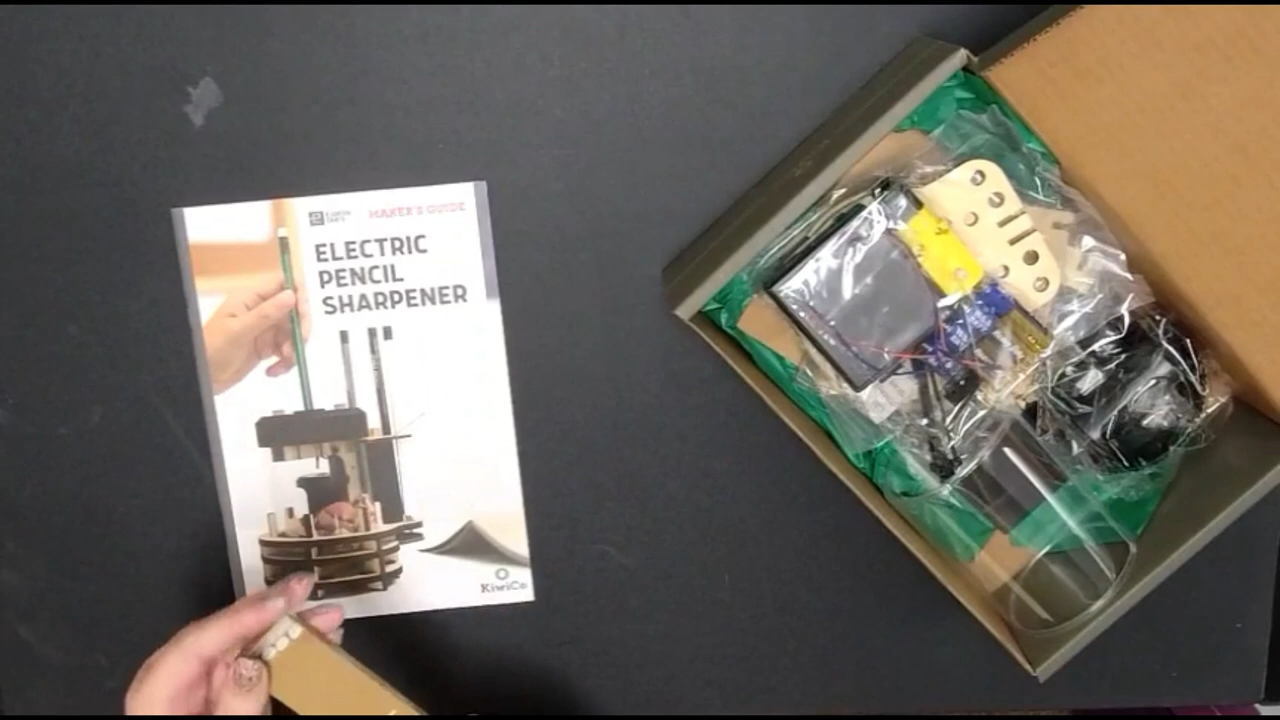 MAKER'S GUIDE
ELECTRIC
PENCIL
SHARPENER
KiwiCo